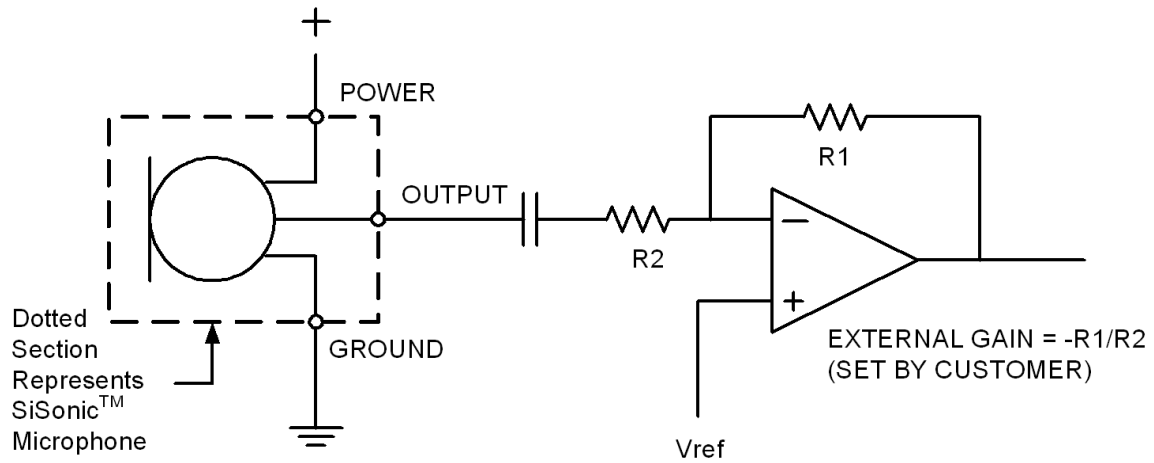 +
POWER
OUTPUT
GROUND
Dotted
Section
Represents
SiSonic™
Microphone
R1
R2
−
+
Vref
EXTERNAL GAIN = -R1/R2
(SET BY CUSTOMER)